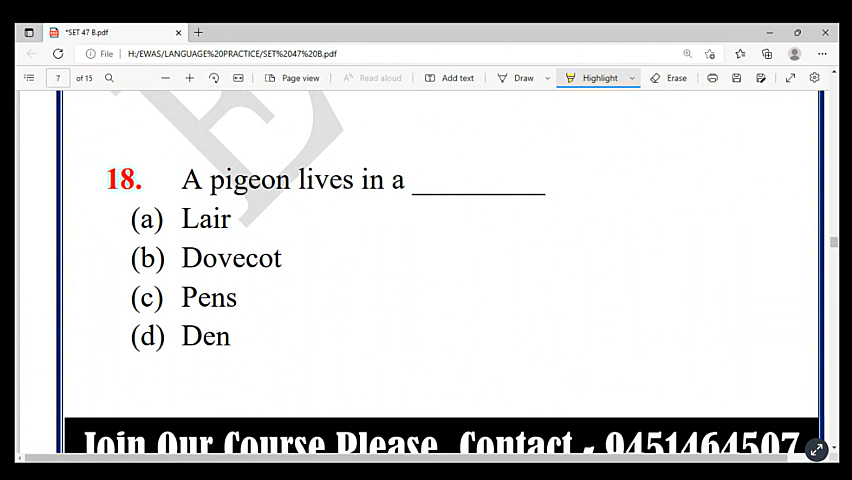 *SET 47 B.pdf
File
H:/EWAS/LANGUAGE%20PRACTICE/SET%2047%20B.pdf
7 of 15
Page view
Read aloud
Add text
Draw
Highlight
Erase
18. A pigeon lives in a _________
(a) Lair
(b) Dovecot
(c) Pens
(d) Den
Join Our Course Please Contact - 9451464507